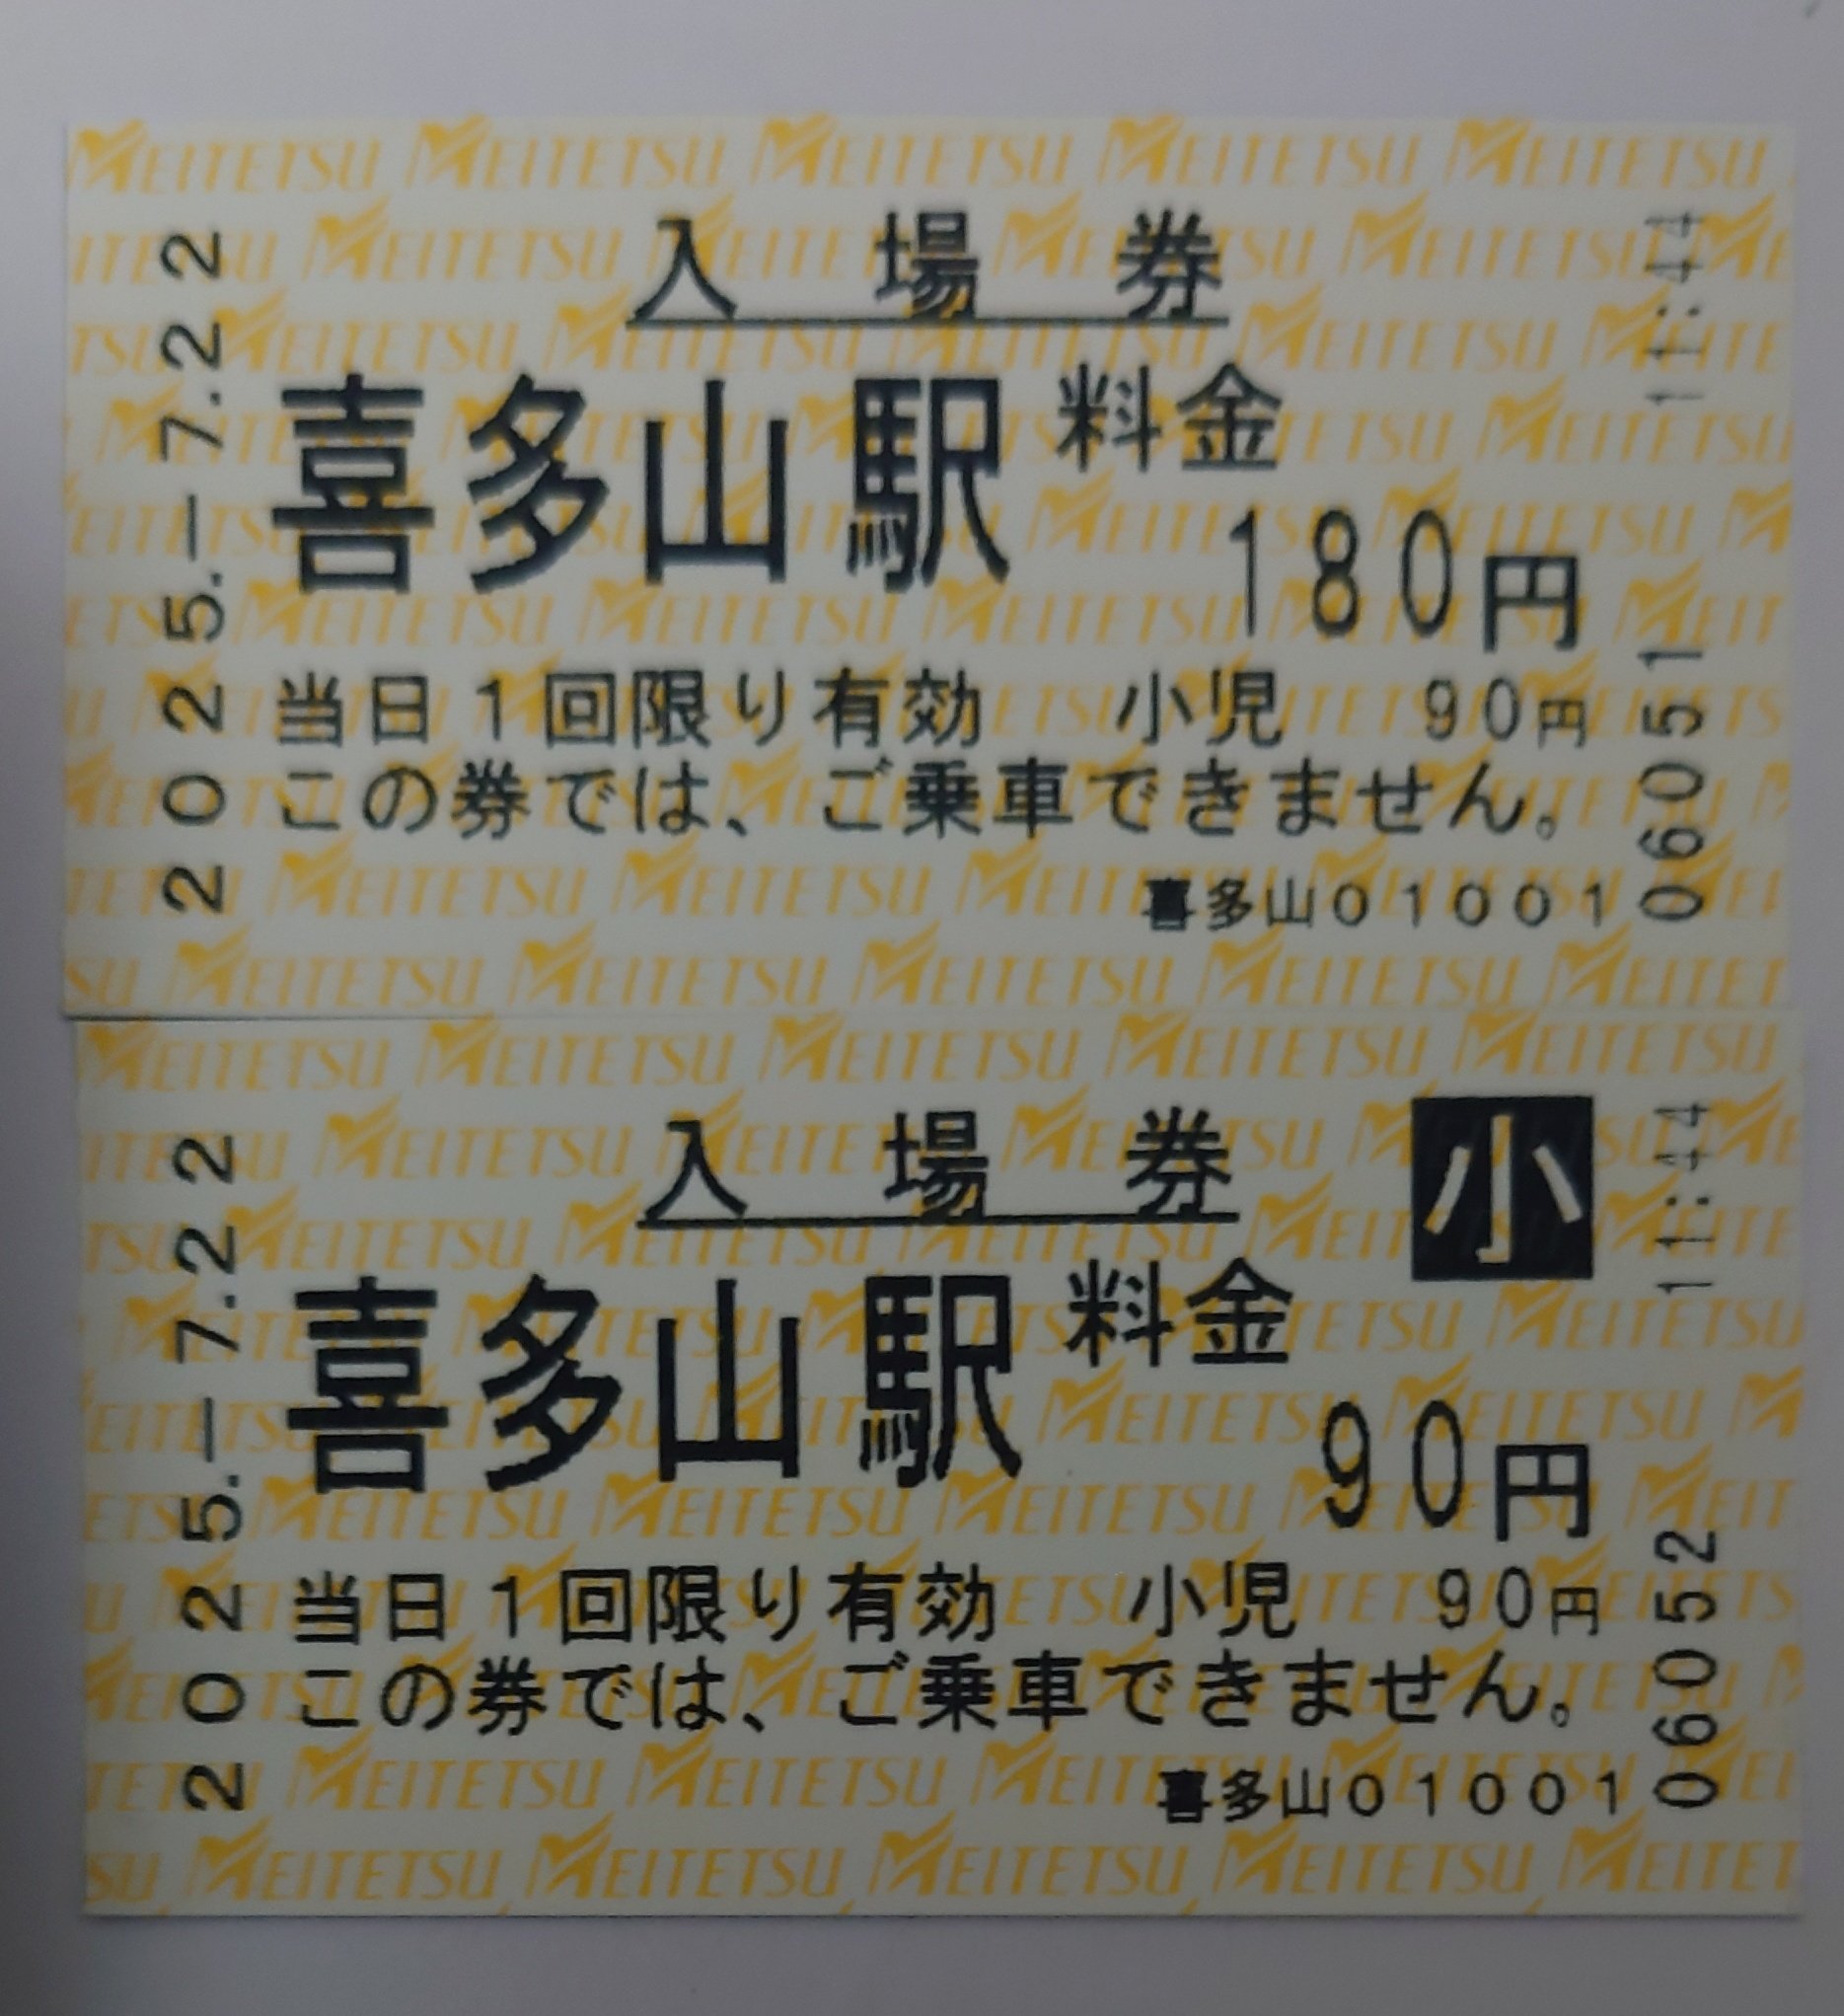 入場券
11:44
喜多山駅 料金
180円
2025.-7.22
当日1回限り有効 小児 90円
この券では、ご乗車できません。
喜多山01001
06051
入場券 小
11:44
喜多山駅 料金
90円
2025.-7.22
当日1回限り有効 小児 90円
この券では、ご乗車できません。
喜多山01001
06052
MEITETSU